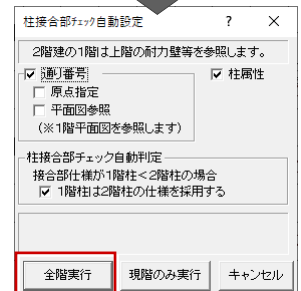 柱接合部ﾁｪｯｸ自動設定 ? ×
2階建の1階は上階の耐力壁等を参照します。
通り番号 柱属性
原点指定
平面図参照
(※1階平面図を参照します)
柱接合部チェック自動判定
接合部仕様が1階柱<2階柱の場合
1階柱は2階柱の仕様を採用する
全階実行 現階のみ実行 キャンセル